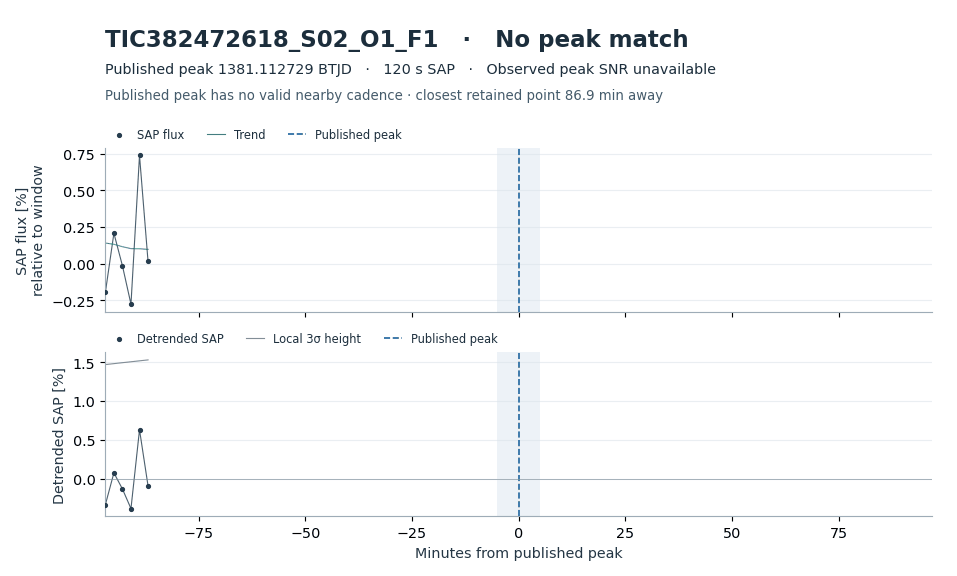 TIC382472618_S02_O1_F1 · No peak match
Published peak 1381.112729 BTJD · 120 s SAP · Observed peak SNR unavailable
Published peak has no valid nearby cadence · closest retained point 86.9 min away
SAP flux Trend Published peak
SAP flux [%]
relative to window
0.75
0.50
0.25
0.00
−0.25
Detrended SAP Local 3σ height Published peak
Detrended SAP [%]
1.5
1.0
0.5
0.0
−75 −50 −25 0 25 50 75
Minutes from published peak